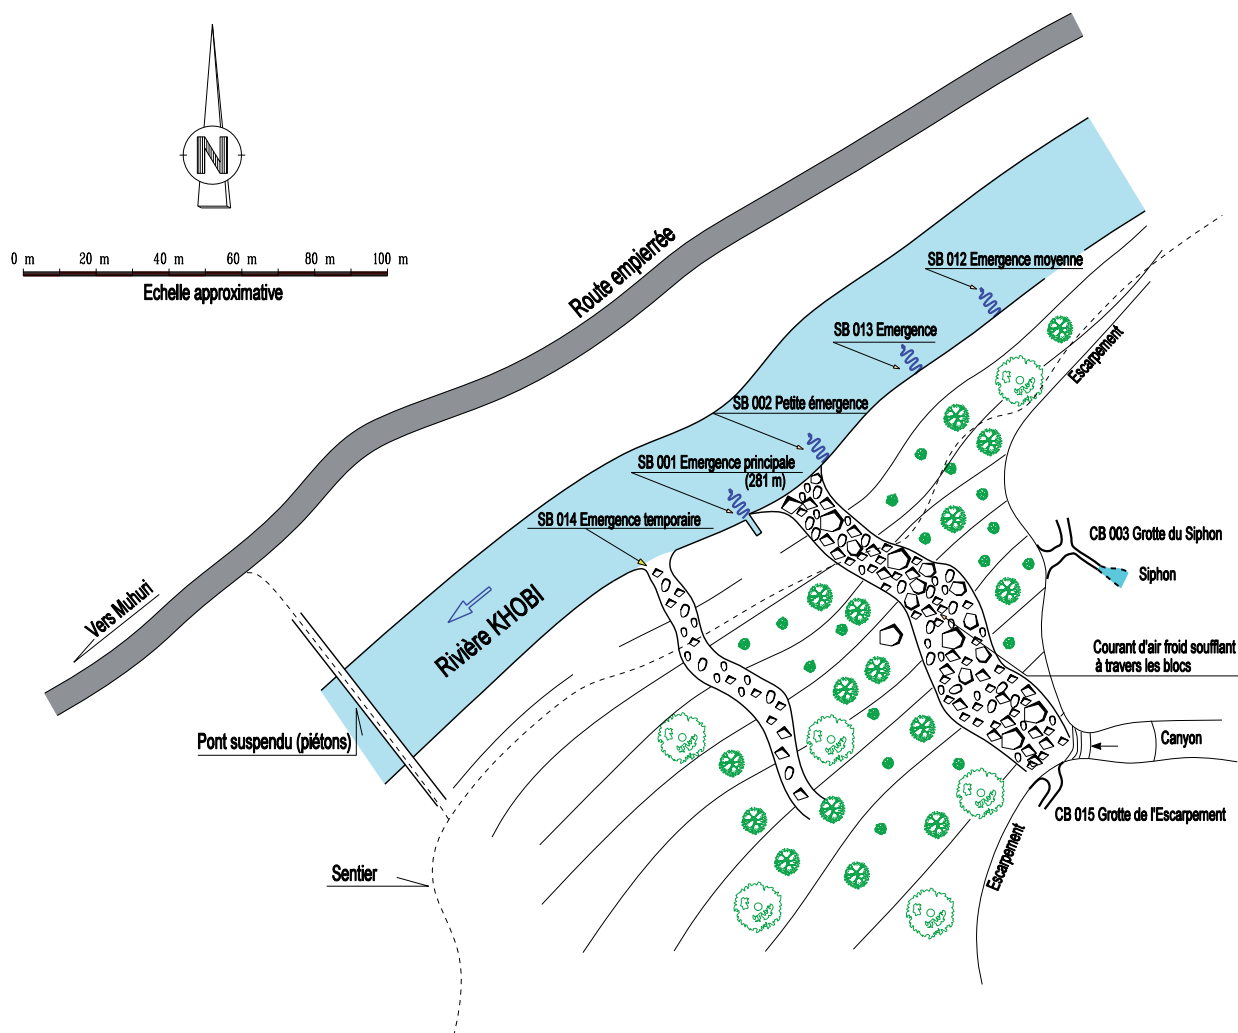 N
0 m 20 m 40 m 60 m 80 m 100 m
Echelle approximative
Route empierrée
SB 012 Emergence moyenne
SB 013 Emergence
Escarpement
SB 002 Petite émergence
SB 001 Emergence principale
(281 m)
SB 014 Emergence temporaire
CB 003 Grotte du Siphon
Siphon
Vers Muhuri
Rivière KHOBI
Courant d'air froid soufflant
à travers les blocs
Pont suspendu (piétons)
Canyon
CB 015 Grotte de l'Escarpement
Escarpement
Sentier